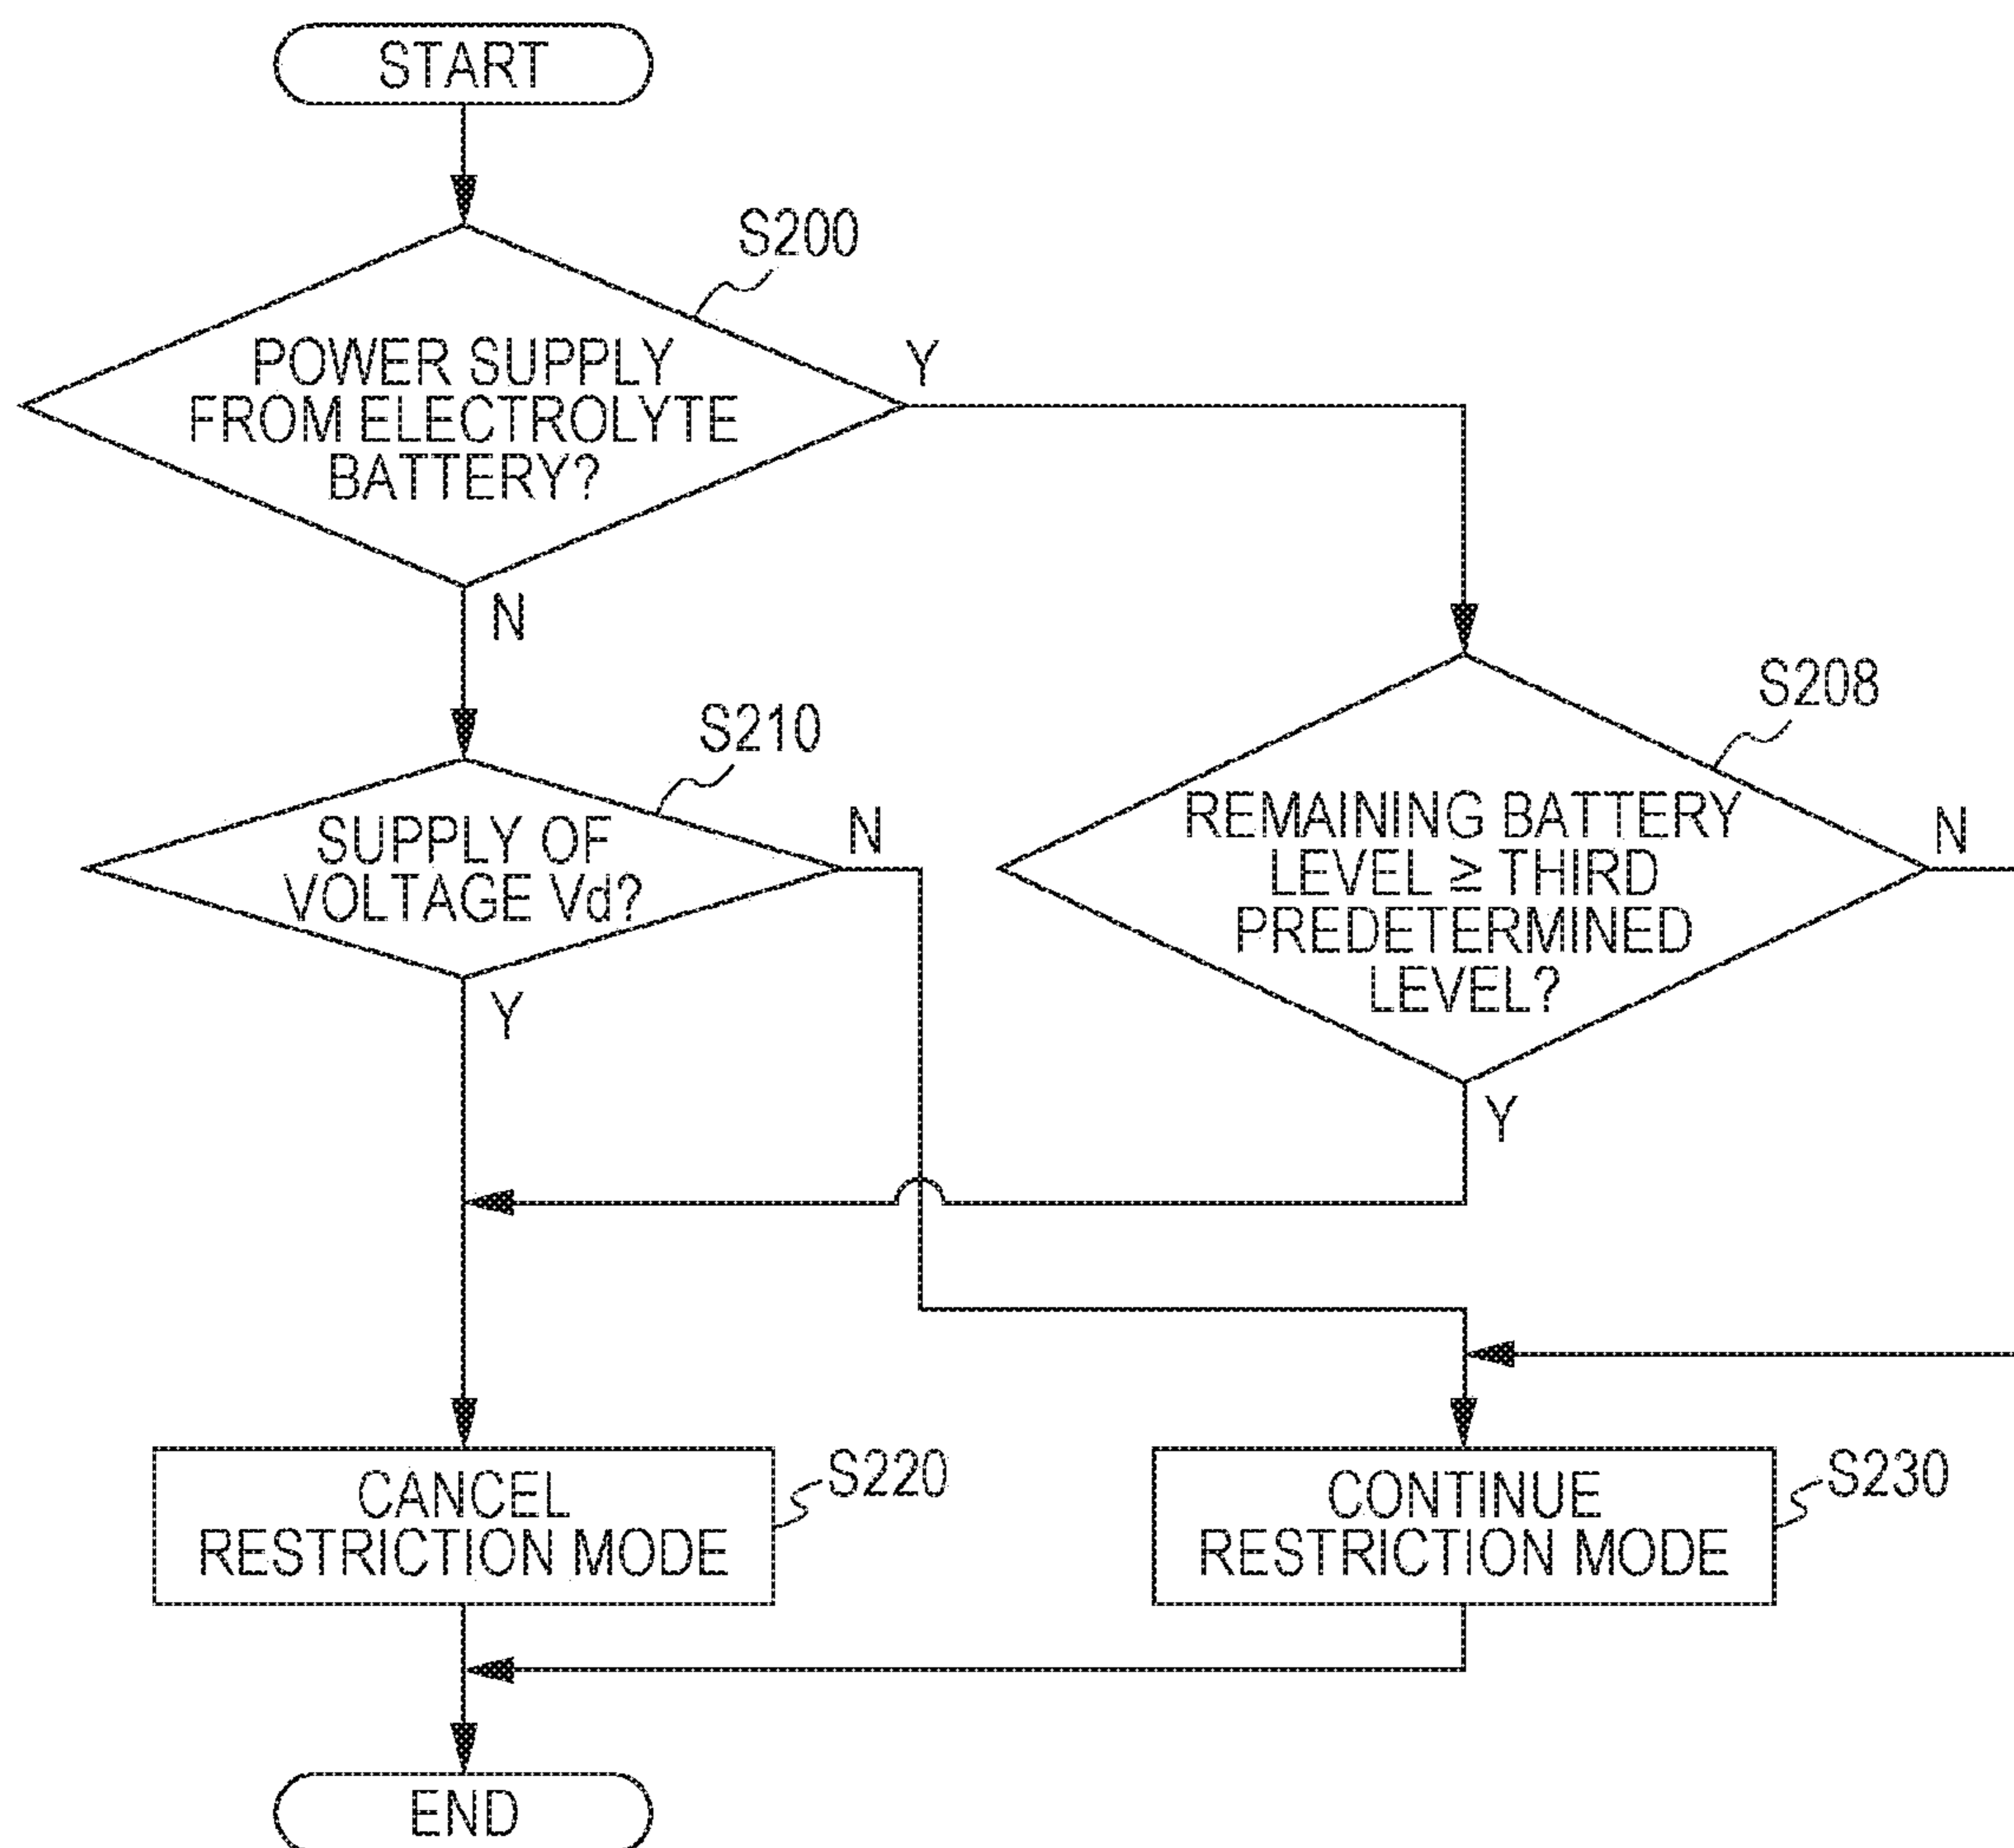 START
S200
POWER SUPPLY
FROM ELECTROLYTE
BATTERY?
Y
N
S208
REMAINING BATTERY
LEVEL ≥ THIRD
PREDETERMINED
LEVEL?
N
Y
S210
SUPPLY OF
VOLTAGE Vd?
N
Y
CANCEL
RESTRICTION MODE
S220
CONTINUE
RESTRICTION MODE
S230
END